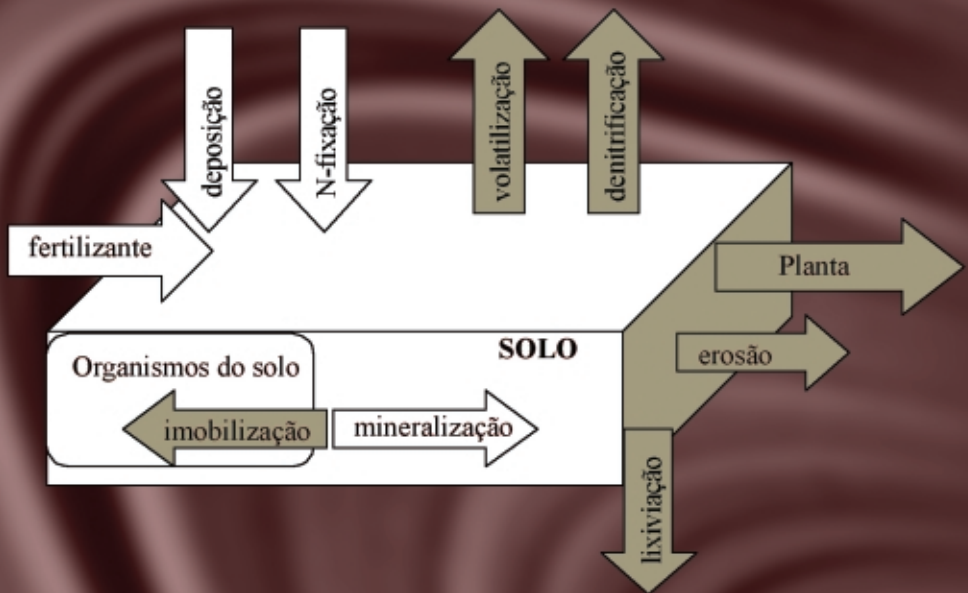 deposição
N-fixação
volatilização
denitrificação
fertilizante
Planta
SOLO
erosão
Organismos do solo
imobilização
mineralização
lixiviação